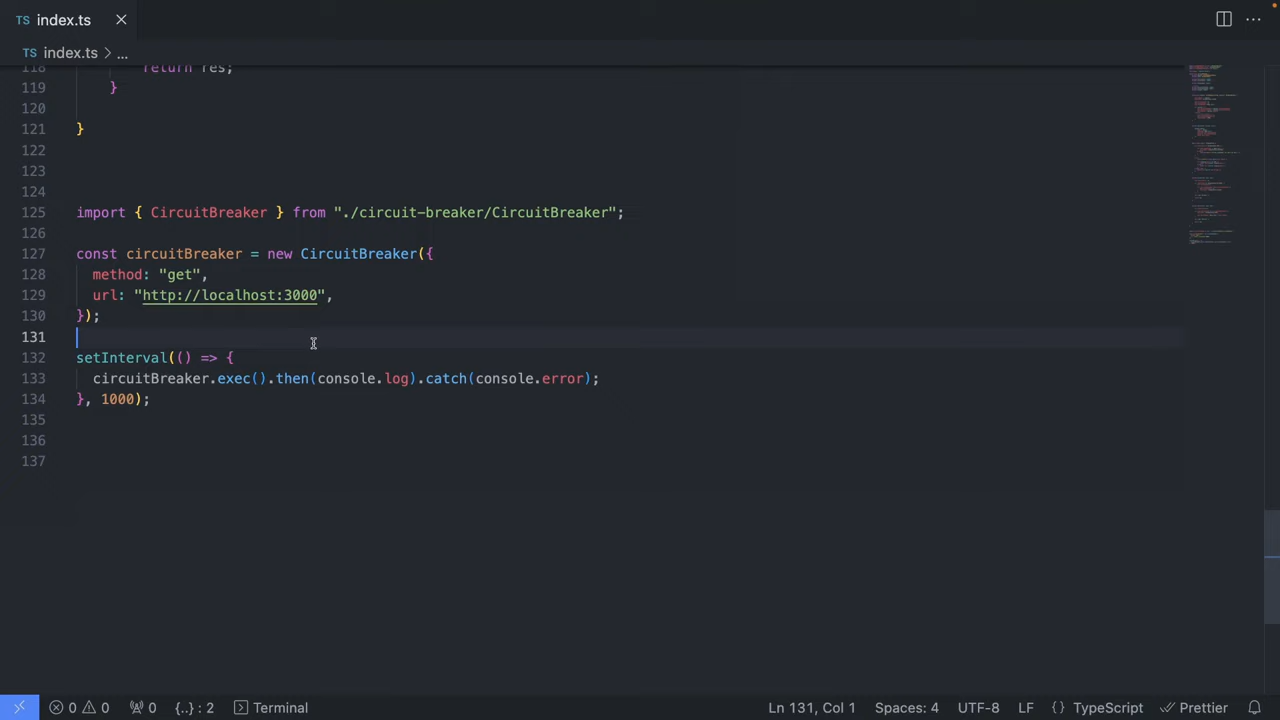 TS index.ts
TS index.ts > ...
118 return res;
119 }
120
121 }
122
123
124
125 import { CircuitBreaker } from "./circuit-breaker/CircuitBreaker";
126
127 const circuitBreaker = new CircuitBreaker({
128 method: "get",
129 url: "http://localhost:3000",
130 });
131
132 setInterval(() => {
133 circuitBreaker.exec().then(console.log).catch(console.error);
134 }, 1000);
135
136
137
0 0 0 {..} : 2 Terminal Ln 131, Col 1 Spaces: 4 UTF-8 LF {} TypeScript Prettier